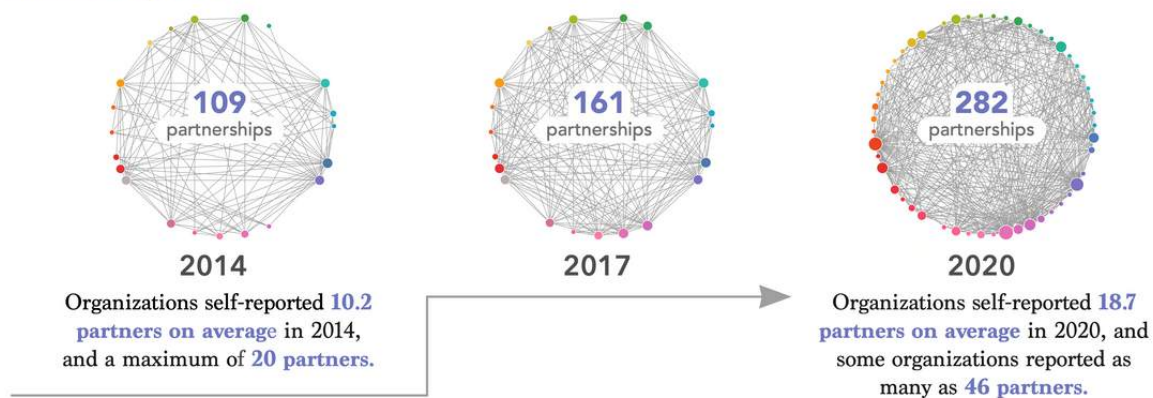 109
partnerships
2014
Organizations self-reported 10.2
partners on average in 2014,
and a maximum of 20 partners.
161
partnerships
2017
282
partnerships
2020
Organizations self-reported 18.7
partners on average in 2020, and
some organizations reported as
many as 46 partners.